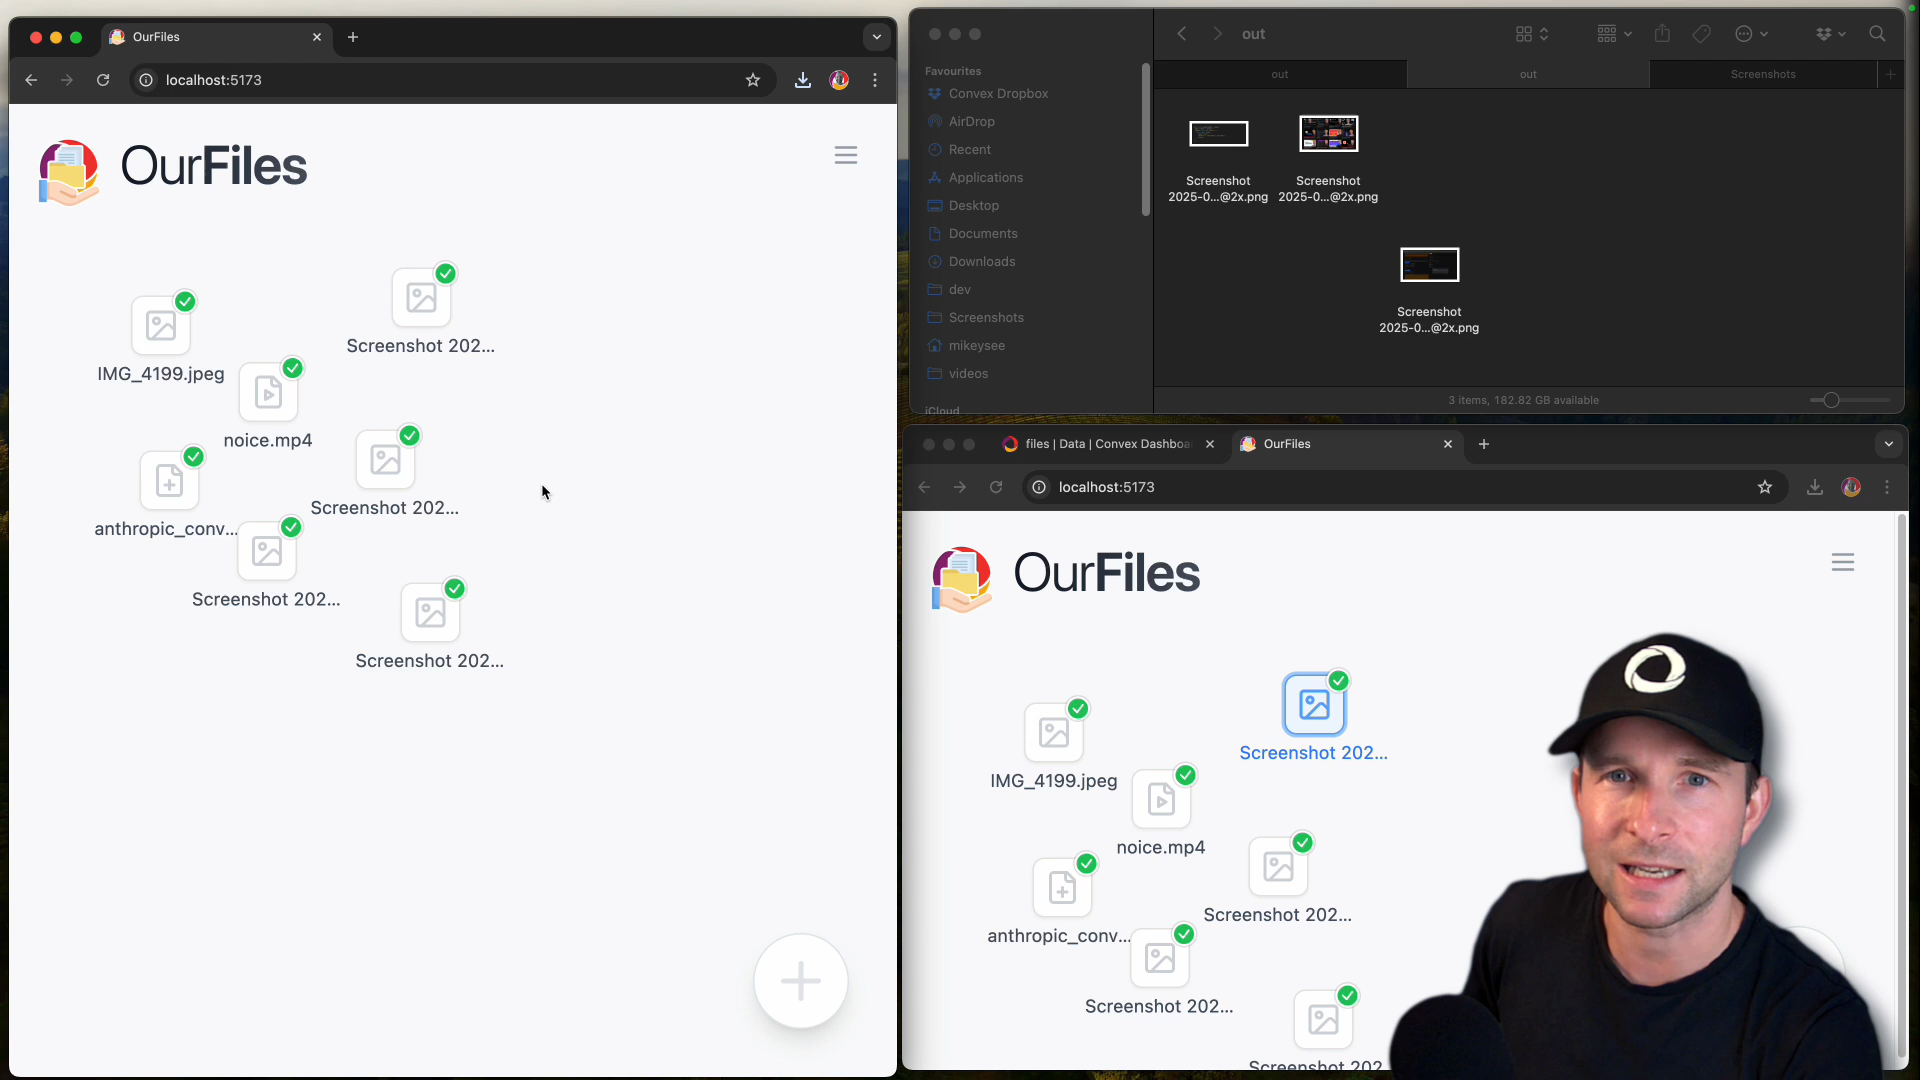 OurFiles
localhost:5173
OurFiles
Screenshot 202...
IMG_4199.jpeg
noice.mp4
Screenshot 202...
anthropic_conv...
Screenshot 202...
Screenshot 202...
out
Favourites
Convex Dropbox
AirDrop
Recent
Applications
Desktop
Documents
Downloads
dev
Screenshots
mikeysee
videos
iCloud
out
out
Screenshots
Screenshot
2025-0...@2x.png
Screenshot
2025-0...@2x.png
Screenshot
2025-0...@2x.png
3 items, 182.82 GB available
files | Data | Convex Dashboa
OurFiles
localhost:5173
OurFiles
Screenshot 202...
IMG_4199.jpeg
noice.mp4
Screenshot 202...
anthropic_conv...
Screenshot 202...
Screenshot 202